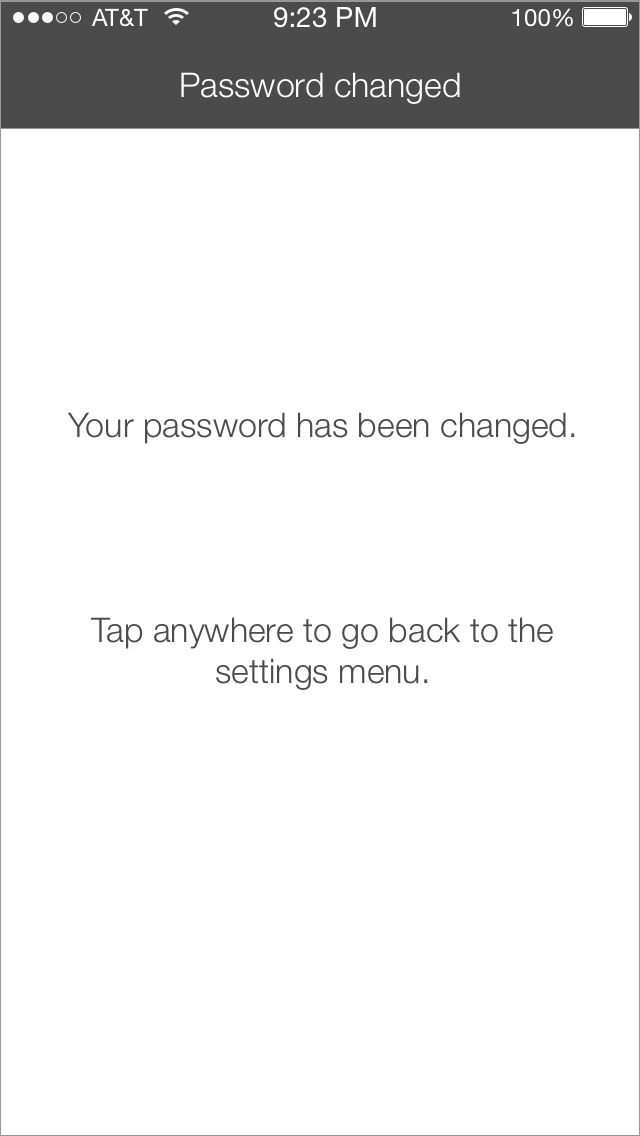 AT&T 9:23 PM 100%
Password changed
Your password has been changed.
Tap anywhere to go back to the
settings menu.